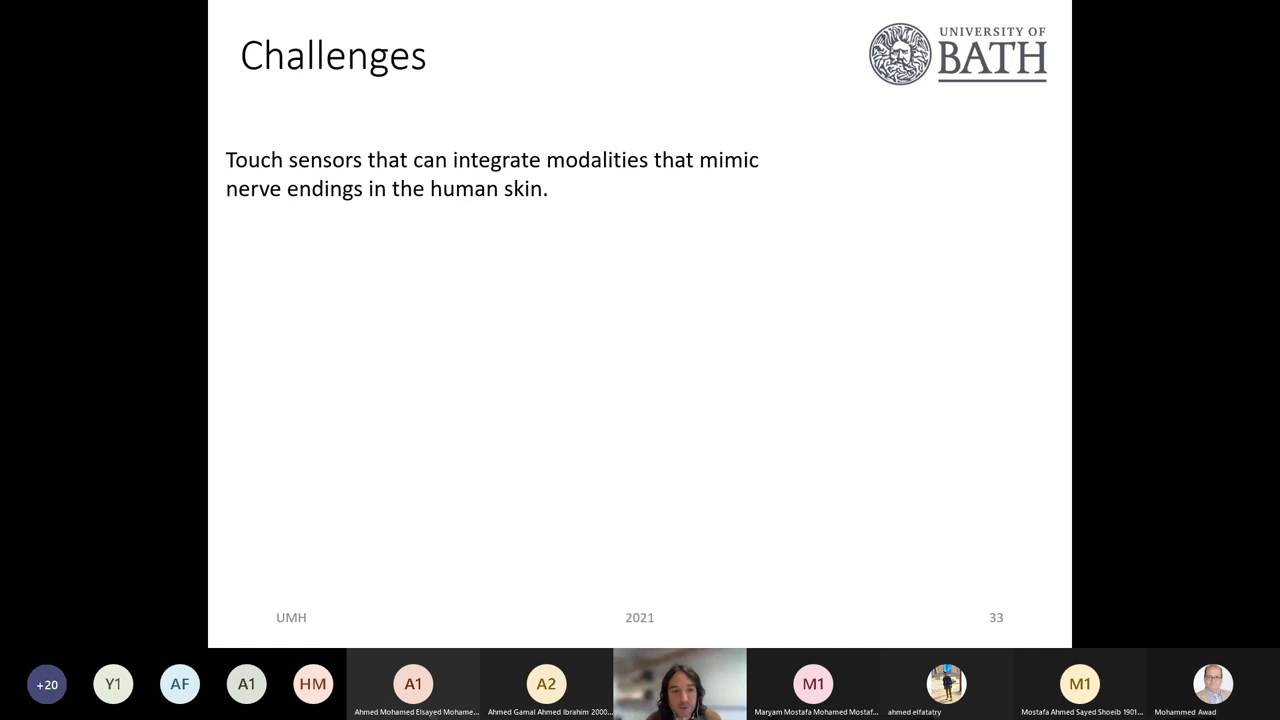 Challenges
UNIVERSITY OF
BATH
Touch sensors that can integrate modalities that mimic
nerve endings in the human skin.
UMH
2021
33
+20
Y1
AF
A1
HM
A1
A2
M1
M1
Ahmed Mohamed Elsayed Mohame...
Ahmed Gamal Ahmed Ibrahim 2000...
Maryam Mostafa Mohamed Mostaf...
ahmed elfatatry
Mostafa Ahmed Sayed Shoeib 1901...
Mohammed Awad